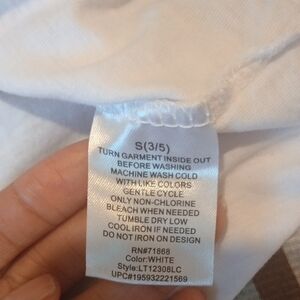 S(3/5)
TURN GARMENT INSIDE OUT
BEFORE WASHING
MACHINE WASH COLD
WITH LIKE COLORS
GENTLE CYCLE
ONLY NON-CHLORINE
BLEACH WHEN NEEDED
TUMBLE DRY LOW
COOL IRON IF NEEDED
DO NOT IRON ON DESIGN
RN#71868
Color:WHITE
Style:LT12308LC
UPC#195932221569